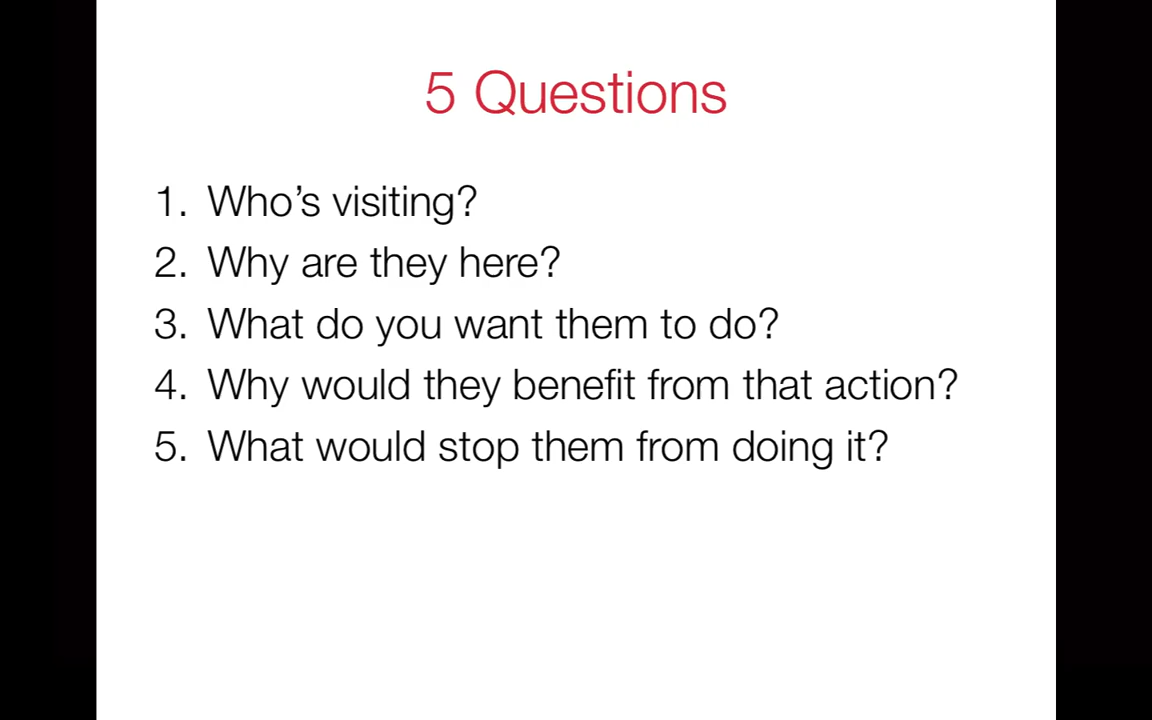 5 Questions
1. Who’s visiting?
2. Why are they here?
3. What do you want them to do?
4. Why would they benefit from that action?
5. What would stop them from doing it?